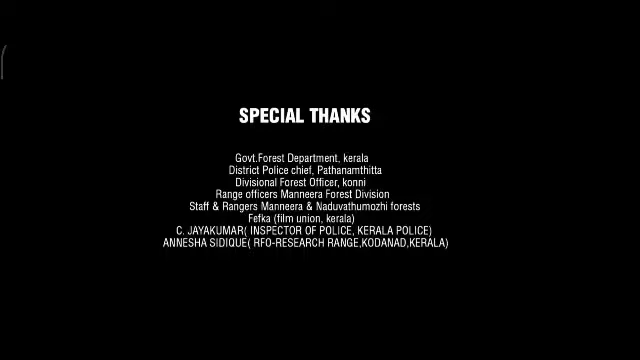 SPECIAL THANKS
Govt.Forest Department, kerala
District Police chief, Pathanamthitta
Divisional Forest Officer, konni
Range officers Manneera Forest Division
Staff & Rangers Manneera & Naduvathumozhi forests
Fefka (film union, kerala)
C. JAYAKUMAR( INSPECTOR OF POLICE, KERALA POLICE)
ANNESHA SIDIQUE( RFO-RESEARCH RANGE,KODANAD,KERALA)